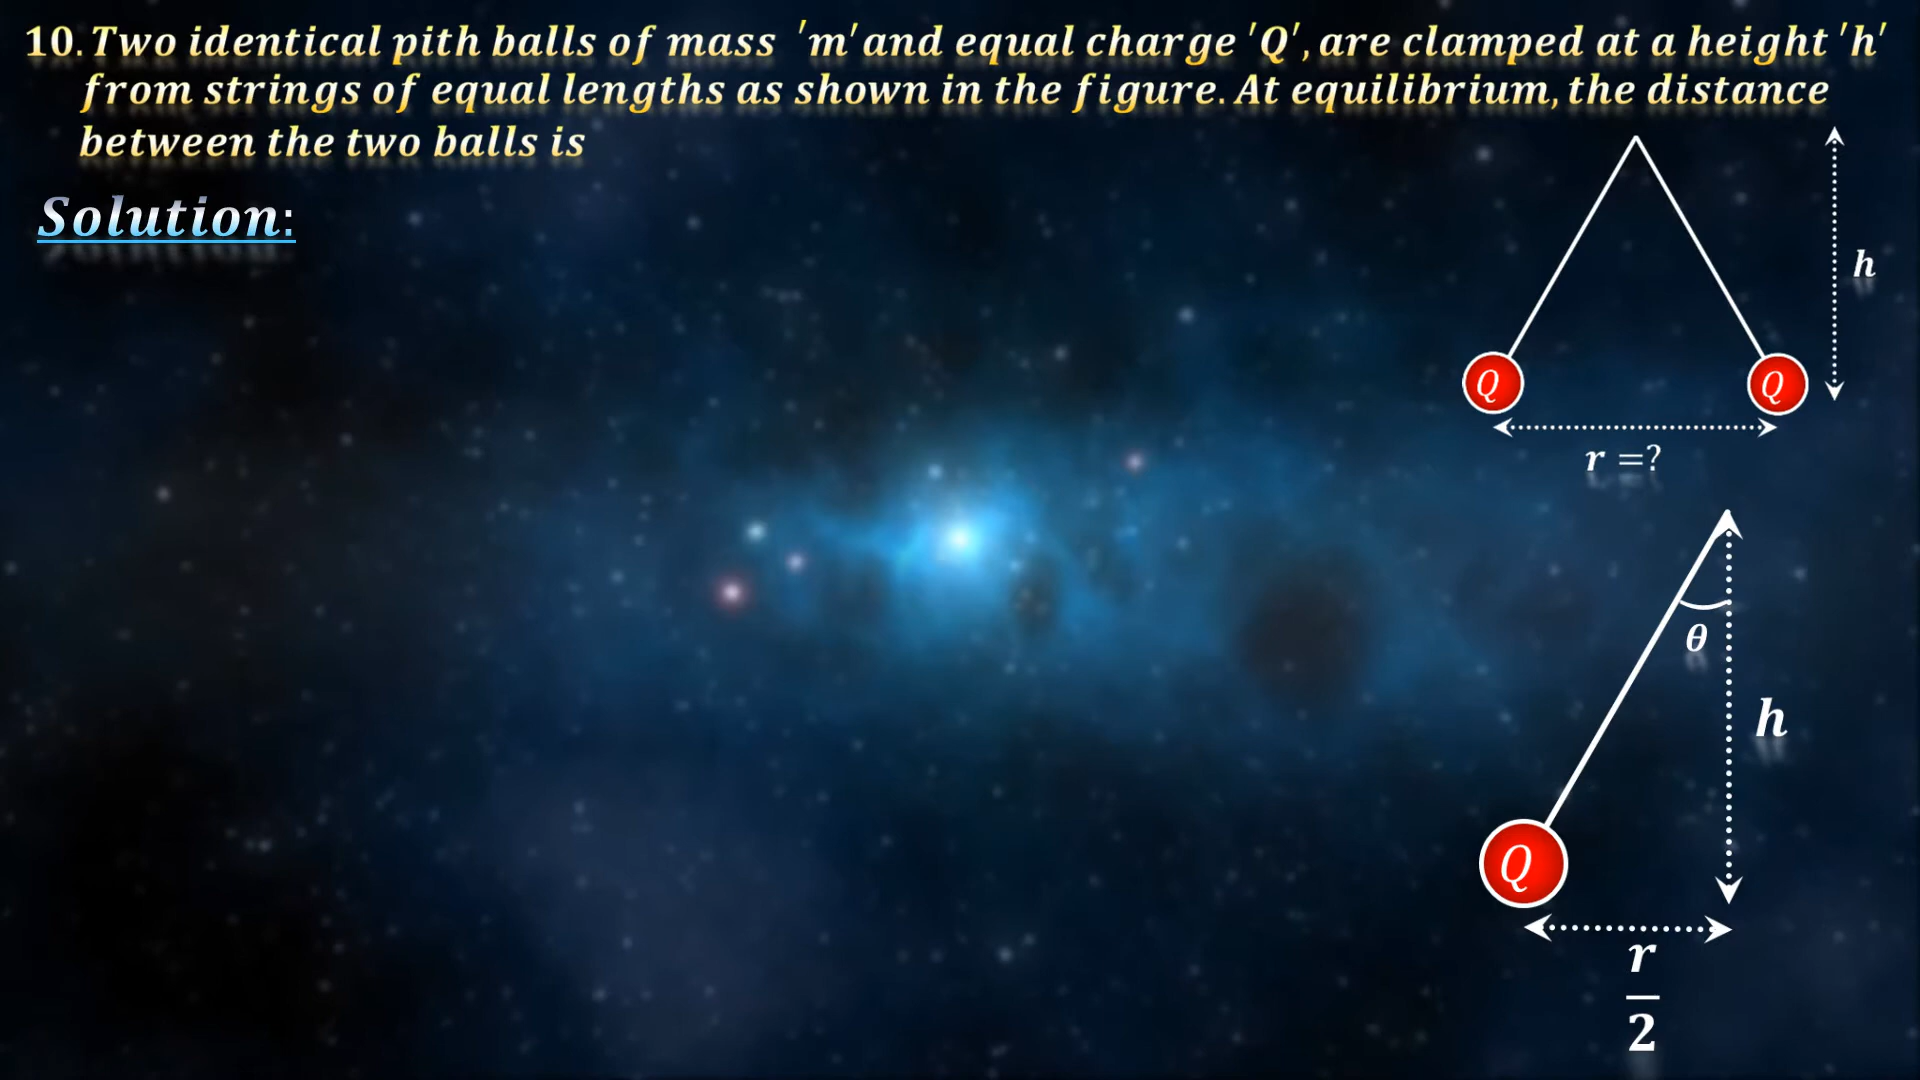 10. Two identical pith balls of mass 'm' and equal charge 'Q', are clamped at a height 'h'
from strings of equal lengths as shown in the figure. At equilibrium, the distance
between the two balls is
Solution:
h
Q
Q
r =?
θ
h
Q
r
2